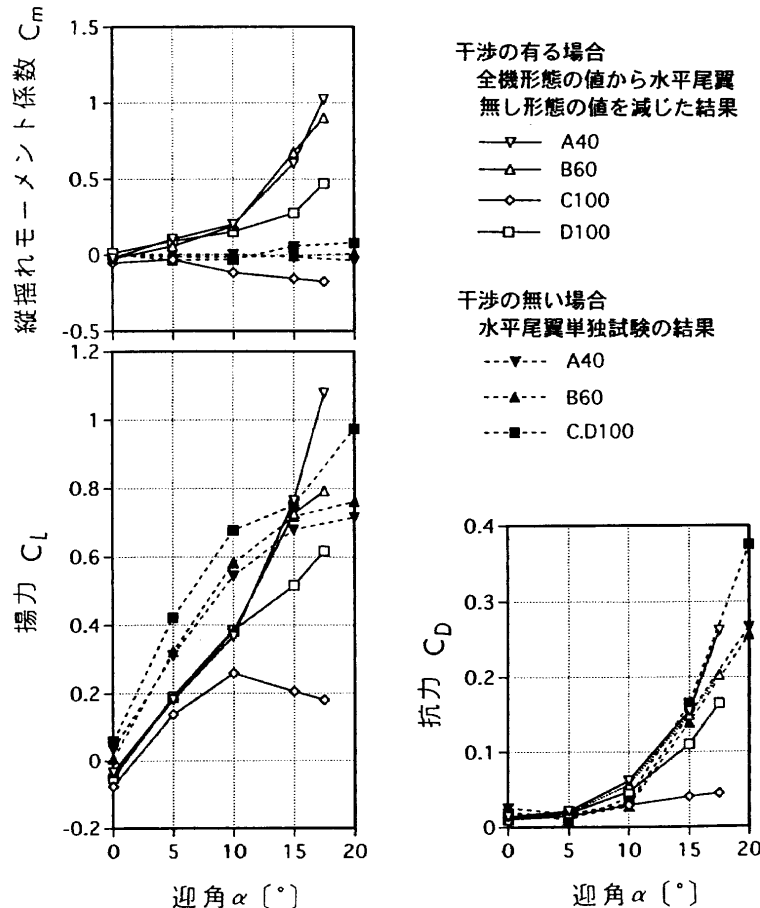 縦揺れモーメント係数 Cm
1.5
1
0.5
0
-0.5
揚力 CL
1.2
1
0.8
0.6
0.4
0.2
0
-0.2
0 5 10 15 20
迎角α〔°〕
干渉の有る場合
全機形態の値から水平尾翼
無し形態の値を減じた結果
A40
B60
C100
D100
干渉の無い場合
水平尾翼単独試験の結果
A40
B60
C.D100
抗力 CD
0.4
0.3
0.2
0.1
0
0 5 10 15 20
迎角α〔°〕